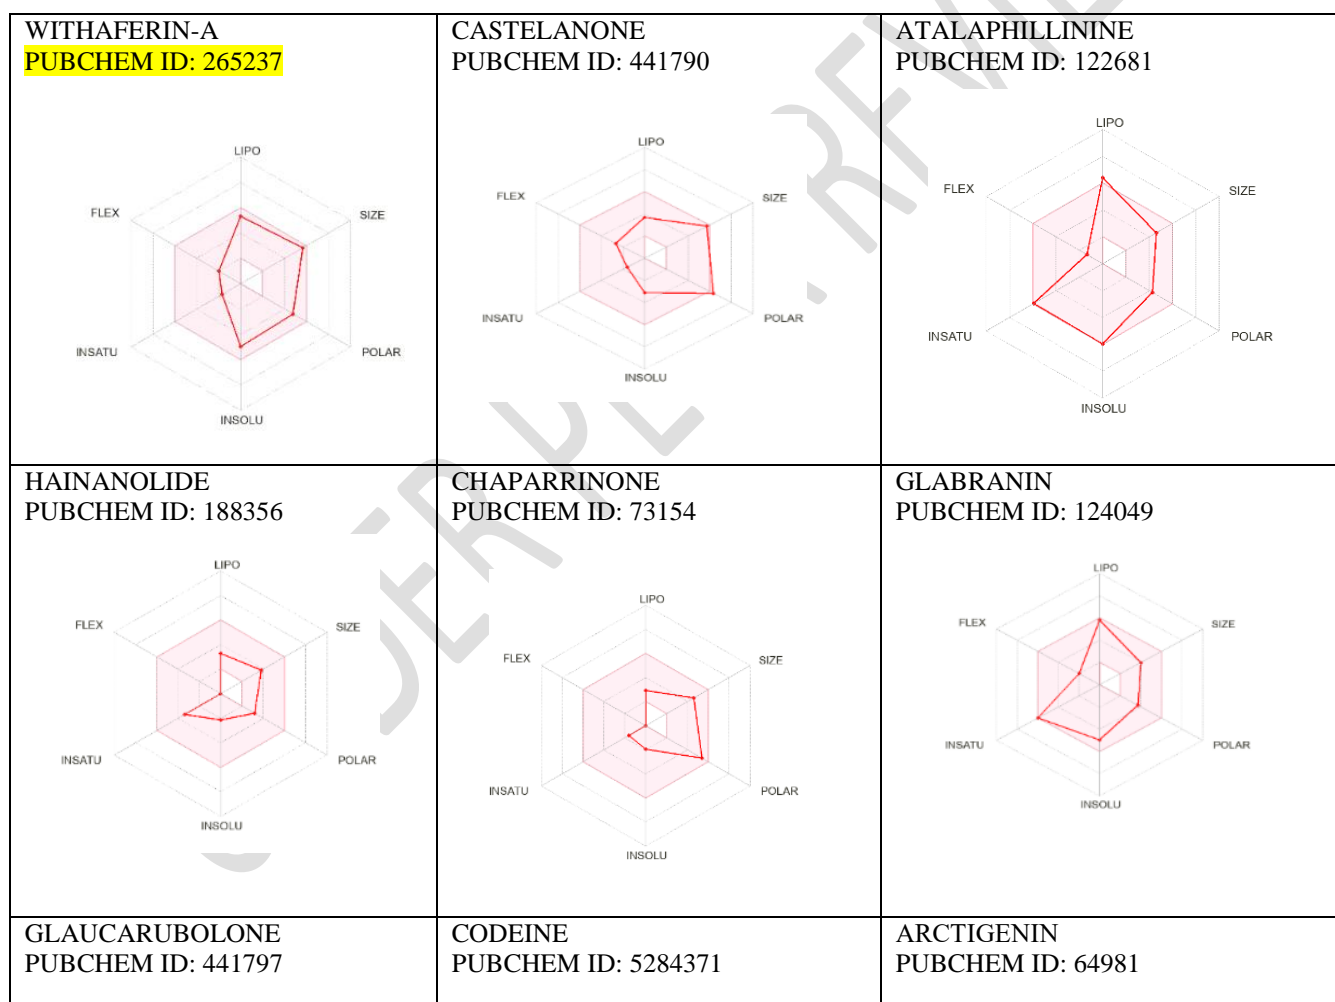 WITHAFERIN-A
PUBCHEM ID: 265237
LIPO
FLEX
SIZE
INSATU
POLAR
INSOLU
CASTELANONE
PUBCHEM ID: 441790
LIPO
FLEX
SIZE
INSATU
POLAR
INSOLU
ATALAPHILLININE
PUBCHEM ID: 122681
LIPO
FLEX
SIZE
INSATU
POLAR
INSOLU
HAINANOLIDE
PUBCHEM ID: 188356
LIPO
FLEX
SIZE
INSATU
POLAR
INSOLU
CHAPARRINONE
PUBCHEM ID: 73154
LIPO
FLEX
SIZE
INSATU
POLAR
INSOLU
GLABRANIN
PUBCHEM ID: 124049
LIPO
FLEX
SIZE
INSATU
POLAR
INSOLU
GLAUCARUBOLONE
PUBCHEM ID: 441797
CODEINE
PUBCHEM ID: 5284371
ARCTIGENIN
PUBCHEM ID: 64981